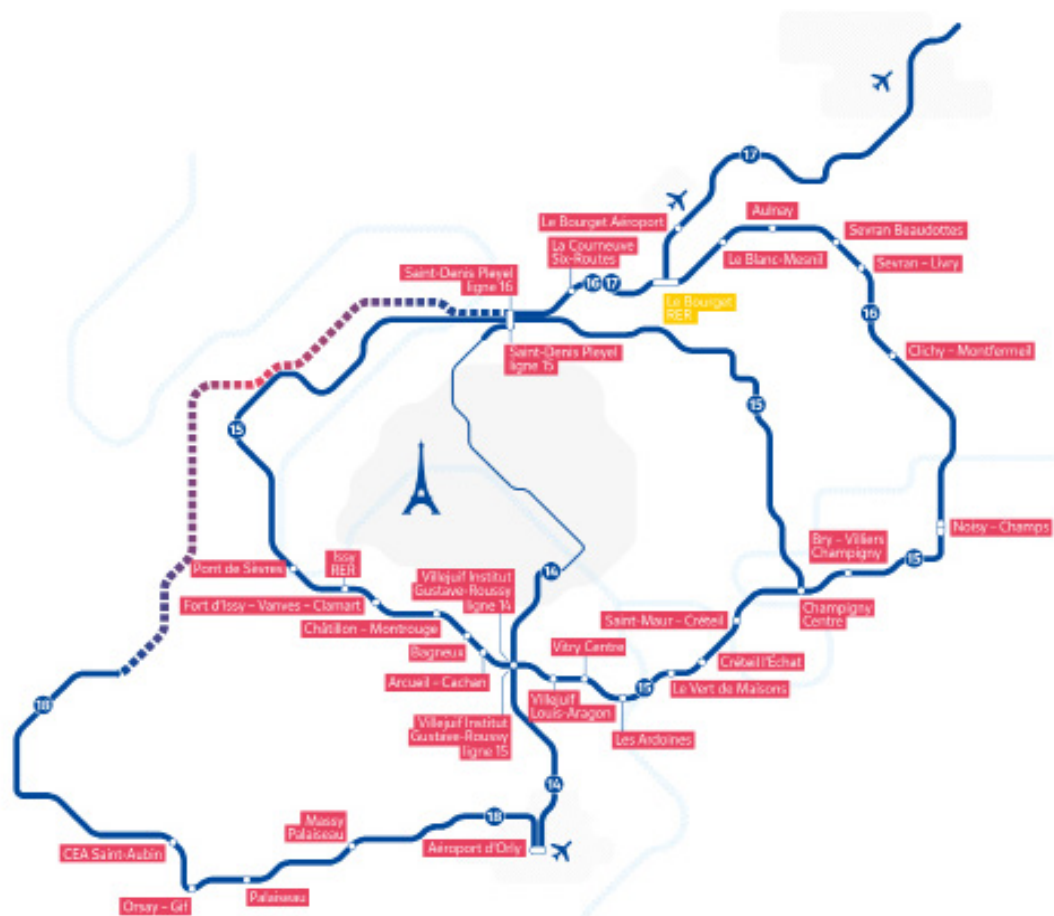 17
Le Bourget Aéroport
Aulnay
La Courneuve
Six-Routes
Sevran Beaudottes
Le Blanc-Mesnil
Sevran - Livry
Saint-Denis Pleyel
ligne 16
16
17
Le Bourget
RER
16
Saint-Denis Pleyel
ligne 15
Clichy - Montfermeil
15
15
Noisy - Champs
Bry - Villiers
Champigny
15
Pont de Sèvres
Issy
RER
Villejuif Institut
Gustave-Roussy
ligne 14
14
Fort d'Issy - Vanves - Clamart
Châtillon - Montrouge
Saint-Maur - Créteil
Champigny
Centre
Bagneux
Vitry Centre
Créteil l'Échat
Arcueil - Cachan
15
Le Vert de Maisons
Villejuif
Louis-Aragon
18
Villejuif Institut
Gustave-Roussy
ligne 15
Les Ardoines
14
Massy
Palaiseau
18
CEA Saint-Aubin
Aéroport d'Orly
Orsay - Gif
Palaiseau